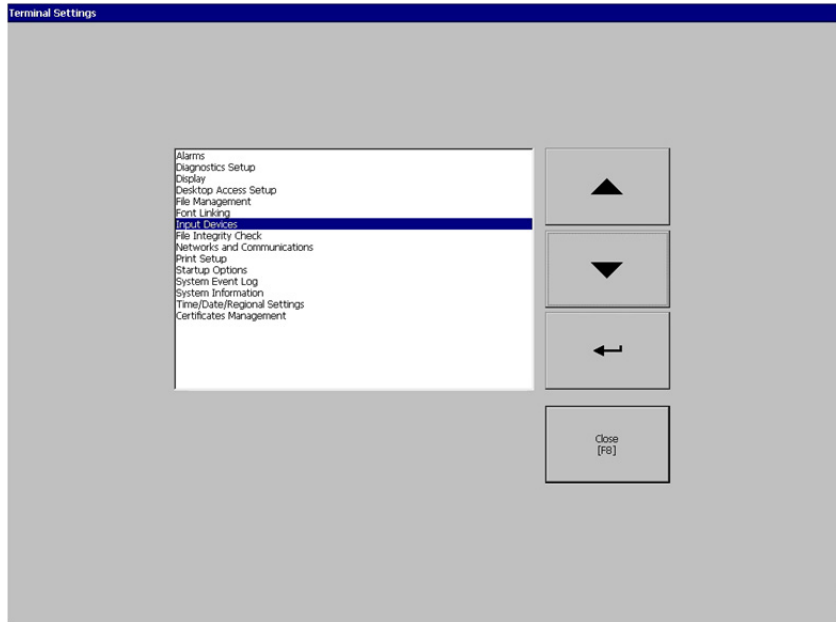 Terminal Settings
Alarms
Diagnostics Setup
Display
Desktop Access Setup
File Management
Font Linking
Input Devices
File Integrity Check
Networks and Communications
Print Setup
Startup Options
System Event Log
System Information
Time/Date/Regional Settings
Certificates Management
Close
[F8]